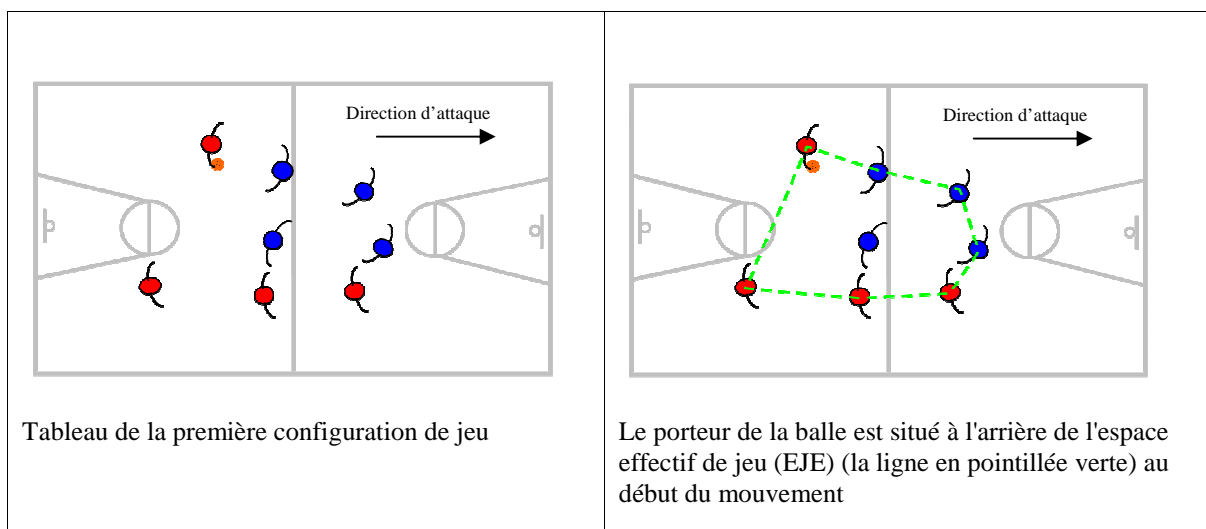 Direction d'attaque
Tableau de la première configuration de jeu
Direction d'attaque
Le porteur de la balle est situé à l'arrière de l'espace
effectif de jeu (EJE) (la ligne en pointillée verte) au
début du mouvement